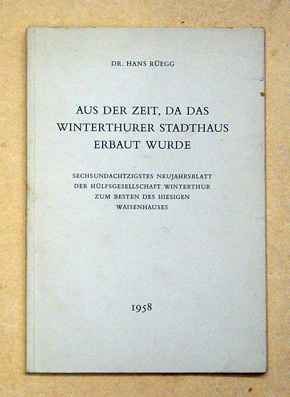 DR. HANS RÜEGG
AUS DER ZEIT, DA DAS
WINTERTHURER STADTHAUS
ERBAUT WURDE
SECHSUNDACHTZIGSTES NEUJAHRSBLATT
DER HÜLFSGESELLSCHAFT WINTERTHUR
ZUM BESTEN DES HIESIGEN
WAISENHAUSES
1958